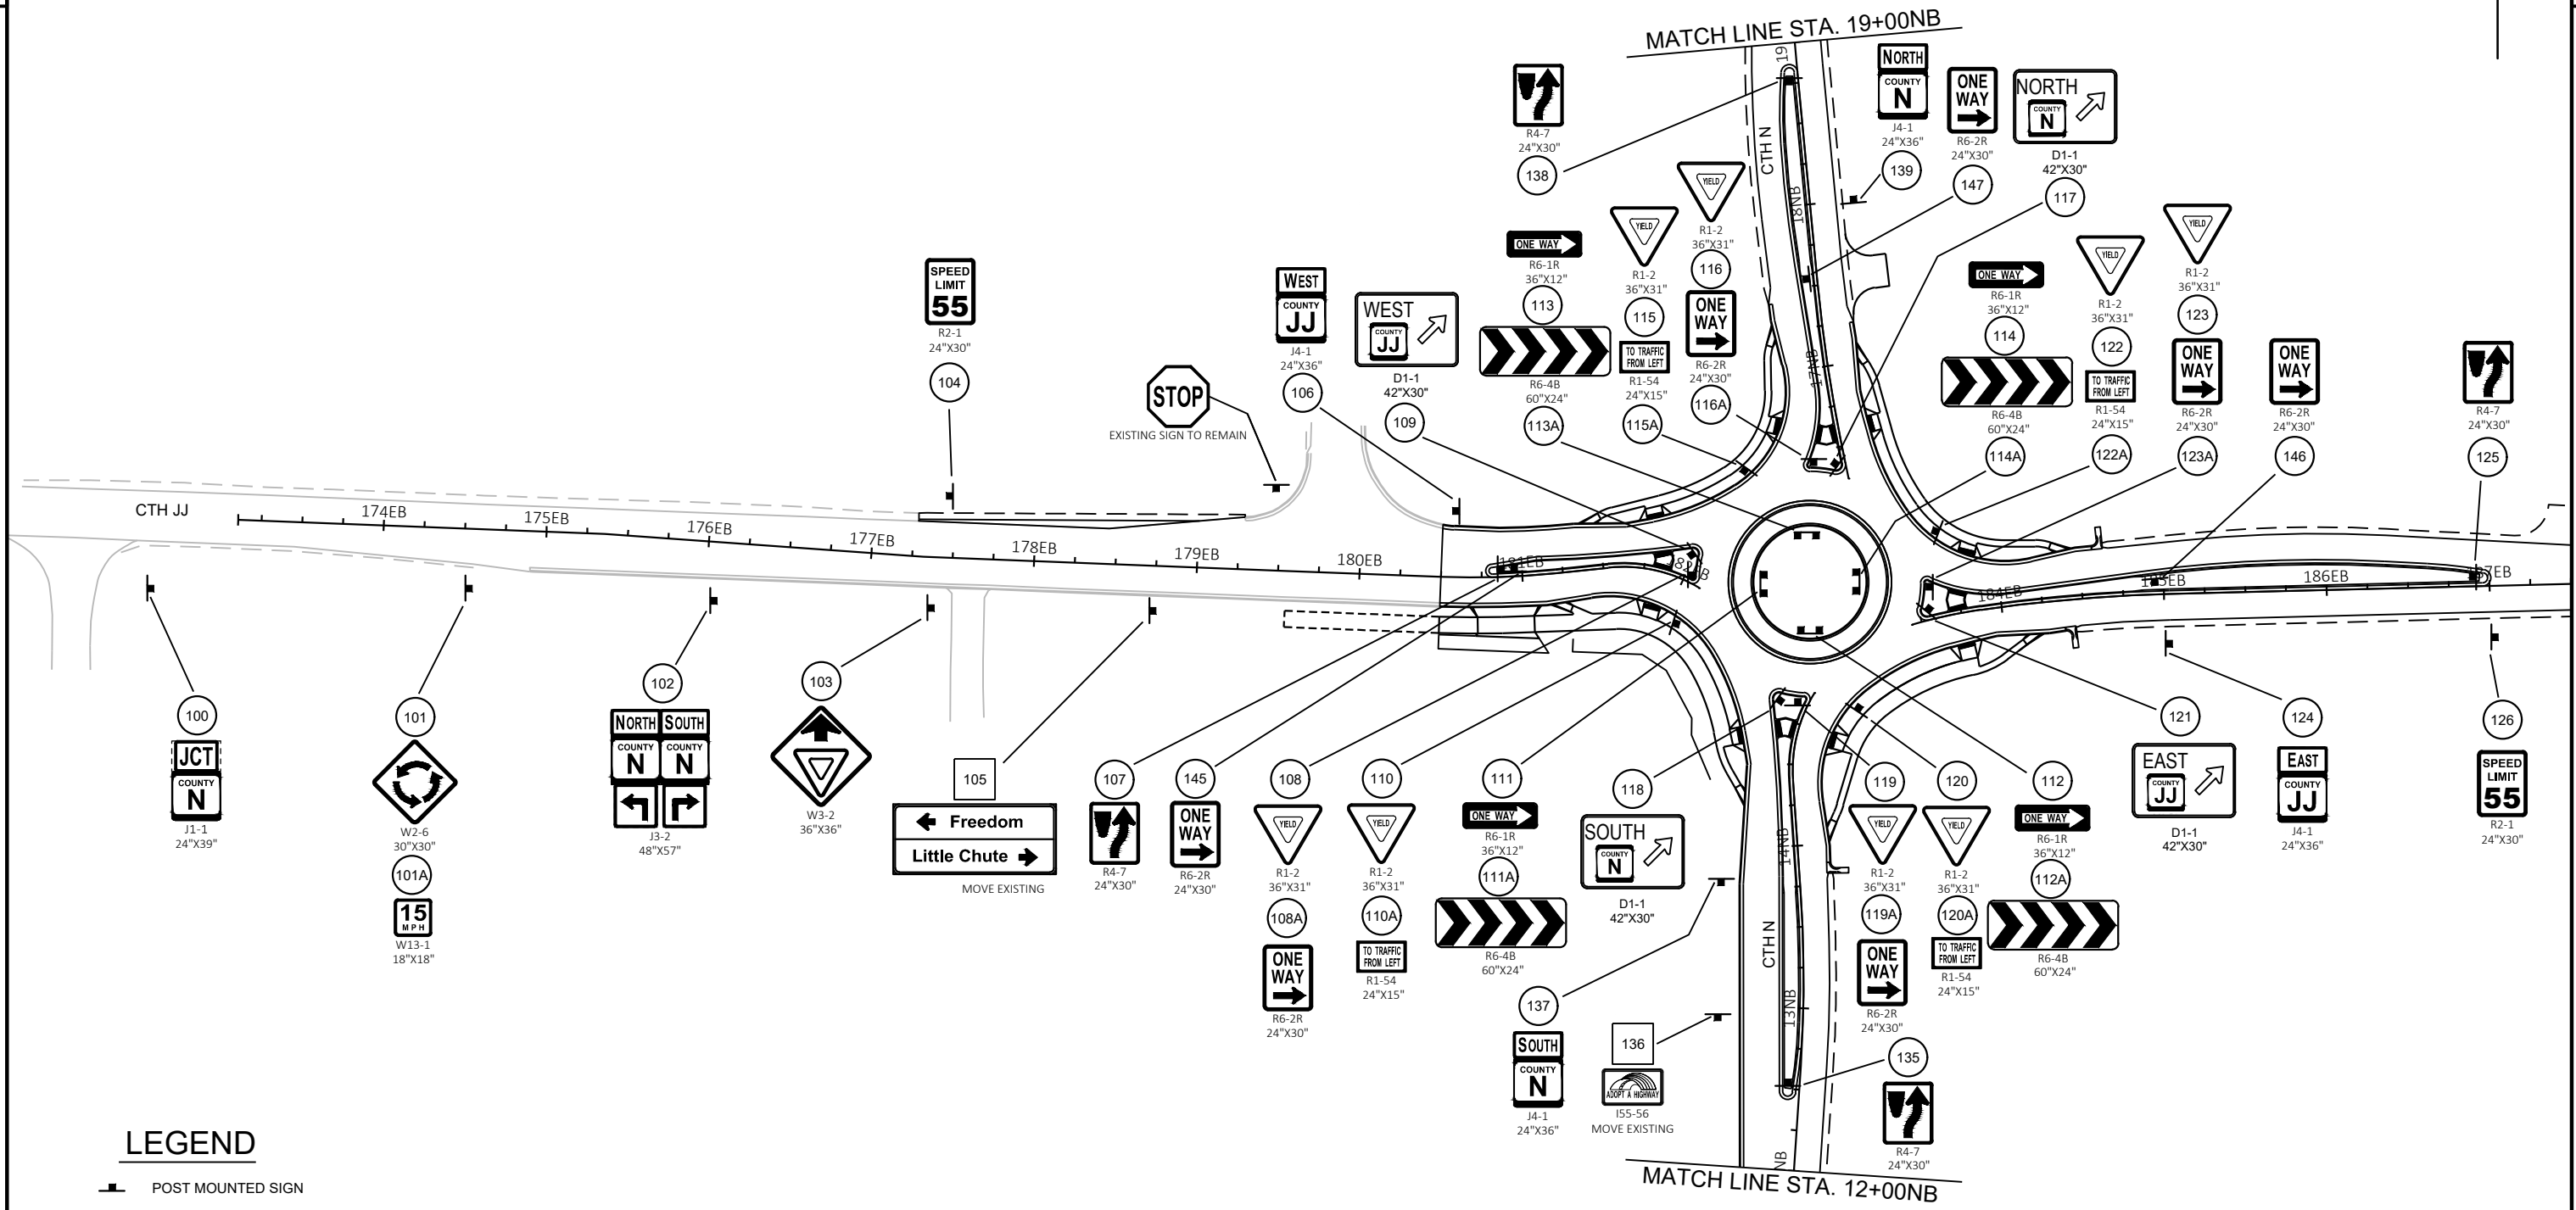 MATCH LINE STA. 19+00NB
19
CTH N
18NB
17NB
R4-7
24"X30"
138
NORTH
COUNTY
N
J4-1
24"X36"
139
ONE
WAY
R6-2R
24"X30"
147
NORTH
COUNTY
N
D1-1
42"X30"
117
YIELD
R1-2
36"X31"
116
ONE
WAY
R6-2R
24"X30"
116A
YIELD
R1-2
36"X31"
115
TO TRAFFIC
FROM LEFT
R1-54
24"X15"
115A
ONE WAY
R6-1R
36"X12"
113
R6-4B
60"X24"
113A
WEST
COUNTY
JJ
D1-1
42"X30"
109
WEST
COUNTY
JJ
J4-1
24"X36"
106
STOP
EXISTING SIGN TO REMAIN
SPEED
LIMIT
55
R2-1
24"X30"
104
ONE WAY
R6-1R
36"X12"
114
R6-4B
60"X24"
114A
YIELD
R1-2
36"X31"
122
TO TRAFFIC
FROM LEFT
R1-54
24"X15"
122A
YIELD
R1-2
36"X31"
123
ONE
WAY
R6-2R
24"X30"
123A
ONE
WAY
R6-2R
24"X30"
146
R4-7
24"X30"
125
CTH JJ
174EB
175EB
176EB
177EB
178EB
179EB
180EB
181EB
182EB
184EB
185EB
186EB
187EB
100
JCT
COUNTY
N
J1-1
24"X39"
101
W2-6
30"X30"
101A
15
MPH
W13-1
18"X18"
102
NORTH SOUTH
COUNTY COUNTY
N N
J3-2
48"X57"
103
W3-2
36"X36"
105
Freedom
Little Chute
MOVE EXISTING
107
R4-7
24"X30"
145
ONE
WAY
R6-2R
24"X30"
108
YIELD
R1-2
36"X31"
108A
ONE
WAY
R6-2R
24"X30"
110
YIELD
R1-2
36"X31"
110A
TO TRAFFIC
FROM LEFT
R1-54
24"X15"
111
ONE WAY
R6-1R
36"X12"
111A
R6-4B
60"X24"
118
SOUTH
COUNTY
N
D1-1
42"X30"
137
SOUTH
COUNTY
N
J4-1
24"X36"
136
ADOPT A HIGHWAY
I55-56
MOVE EXISTING
14NB
CTH N
13NB
NB
119
YIELD
R1-2
36"X31"
119A
ONE
WAY
R6-2R
24"X30"
120
YIELD
R1-2
36"X31"
120A
TO TRAFFIC
FROM LEFT
R1-54
24"X15"
112
ONE WAY
R6-1R
36"X12"
112A
R6-4B
60"X24"
135
R4-7
24"X30"
121
EAST
COUNTY
JJ
D1-1
42"X30"
124
EAST
COUNTY
JJ
J4-1
24"X36"
126
SPEED
LIMIT
55
R2-1
24"X30"
MATCH LINE STA. 12+00NB
LEGEND
POST MOUNTED SIGN